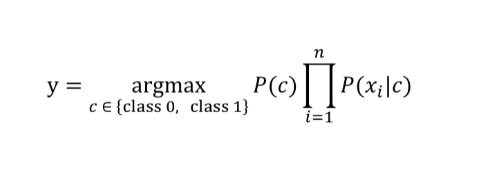 y = argmax c ∈ {class 0, class 1} P(c) ∏ i=1 n P(xᵢ|c)